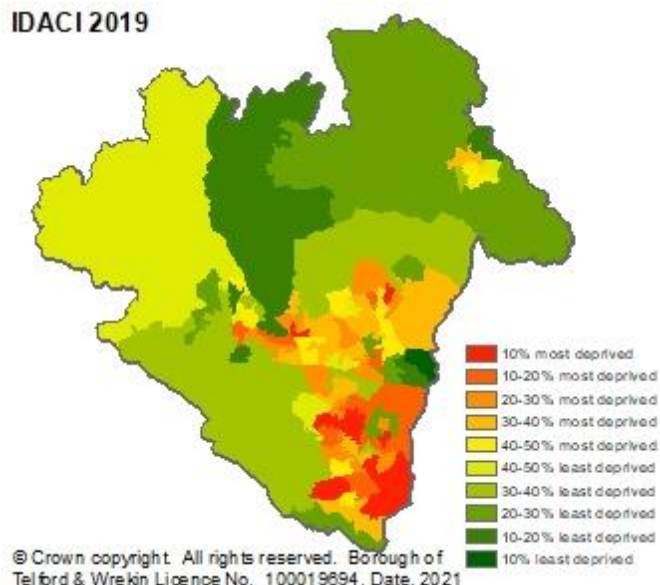 IDACI 2019
10% most deprived
10-20% most deprived
20-30% most deprived
30-40% most deprived
40-50% most deprived
40-50% least deprived
30-40% least deprived
20-30% least deprived
10-20% least deprived
10% least deprived
© Crown copyright. All rights reserved. Borough of
Telford & Wrekin Licence No. 100019694. Date. 2021